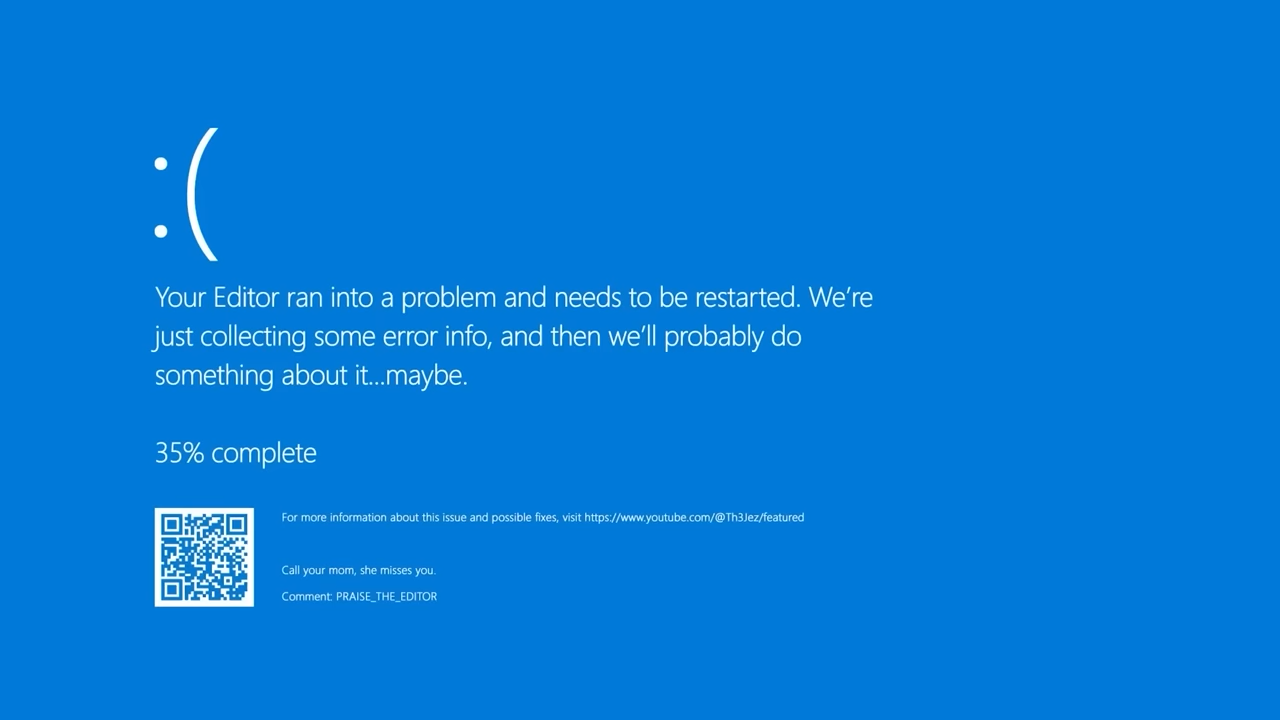 :(
Your Editor ran into a problem and needs to be restarted. We’re
just collecting some error info, and then we’ll probably do
something about it...maybe.
35% complete
For more information about this issue and possible fixes, visit https://www.youtube.com/@Th3Jez/featured
Call your mom, she misses you.
Comment: PRAISE_THE_EDITOR